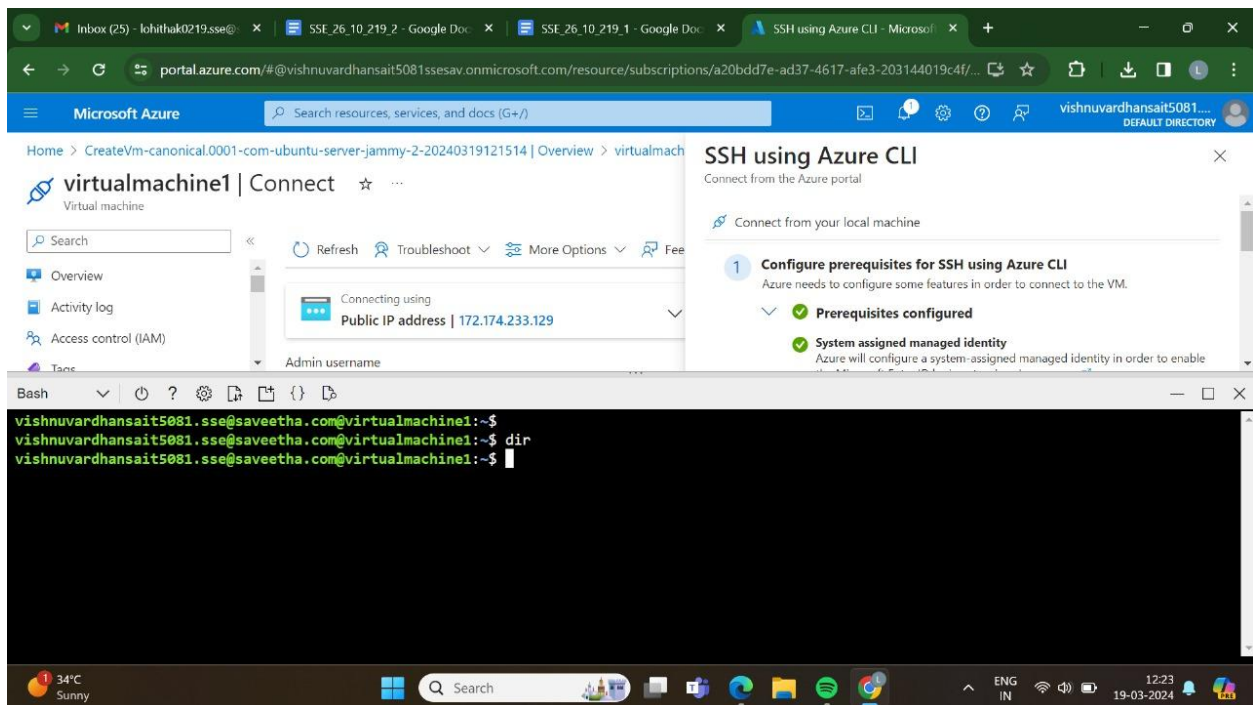 Inbox (25) - lohithak0219.sse@
SSE_26_10_219_2 - Google Doc
SSE_26_10_219_1 - Google Doc
SSH using Azure CLI - Microsoft
portal.azure.com/#@vishnuvardhansait5081ssesav.onmicrosoft.com/resource/subscriptions/a20bdd7e-ad37-4617-afe3-203144019c4f/...
L
Microsoft Azure
Search resources, services, and docs (G+/)
1
vishnuvardhansait5081....
DEFAULT DIRECTORY
Home > CreateVm-canonical.0001-com-ubuntu-server-jammy-2-20240319121514 | Overview > virtualmach
virtualmachine1 | Connect
Virtual machine
Search
Overview
Activity log
Access control (IAM)
Tags
Refresh Troubleshoot More Options Fee
Connecting using
Public IP address | 172.174.233.129
Admin username
SSH using Azure CLI
Connect from the Azure portal
Connect from your local machine
1 Configure prerequisites for SSH using Azure CLI
Azure needs to configure some features in order to connect to the VM.
Prerequisites configured
System assigned managed identity
Azure will configure a system-assigned managed identity in order to enable
Bash
vishnuvardhansait5081.sse@saveetha.com@virtualmachine1:~$
vishnuvardhansait5081.sse@saveetha.com@virtualmachine1:~$ dir
vishnuvardhansait5081.sse@saveetha.com@virtualmachine1:~$
1
34°C
Sunny
Search
ENG
IN
12:23
19-03-2024
PRE